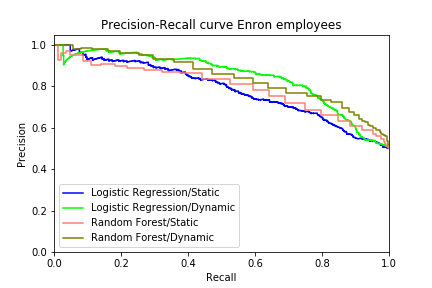 Precision-Recall curve Enron employees
Precision
1.0
0.8
0.6
0.4
0.2
0.0
Logistic Regression/Static
Logistic Regression/Dynamic
Random Forest/Static
Random Forest/Dynamic
0.0 0.2 0.4 0.6 0.8 1.0
Recall